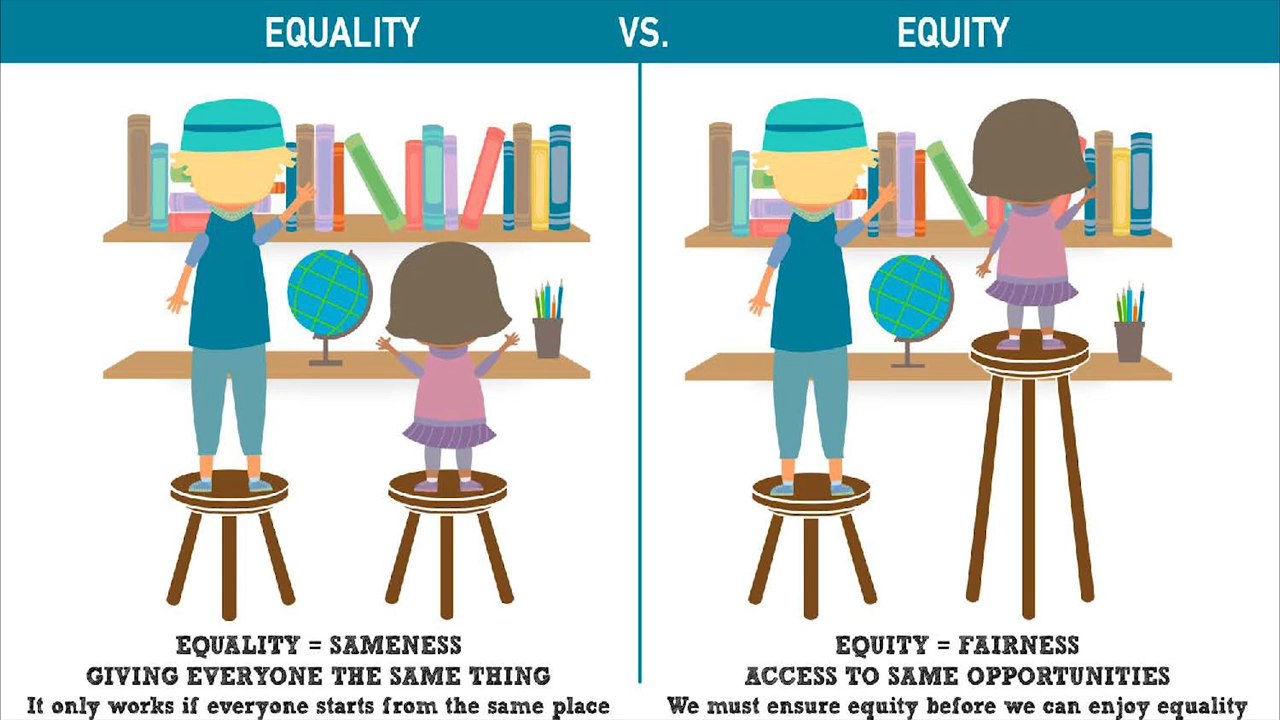 EQUALITY VS. EQUITY
EQUALITY = SAMENESS
GIVING EVERYONE THE SAME THING
It only works if everyone starts from the same place
EQUITY = FAIRNESS
ACCESS TO SAME OPPORTUNITIES
We must ensure equity before we can enjoy equality